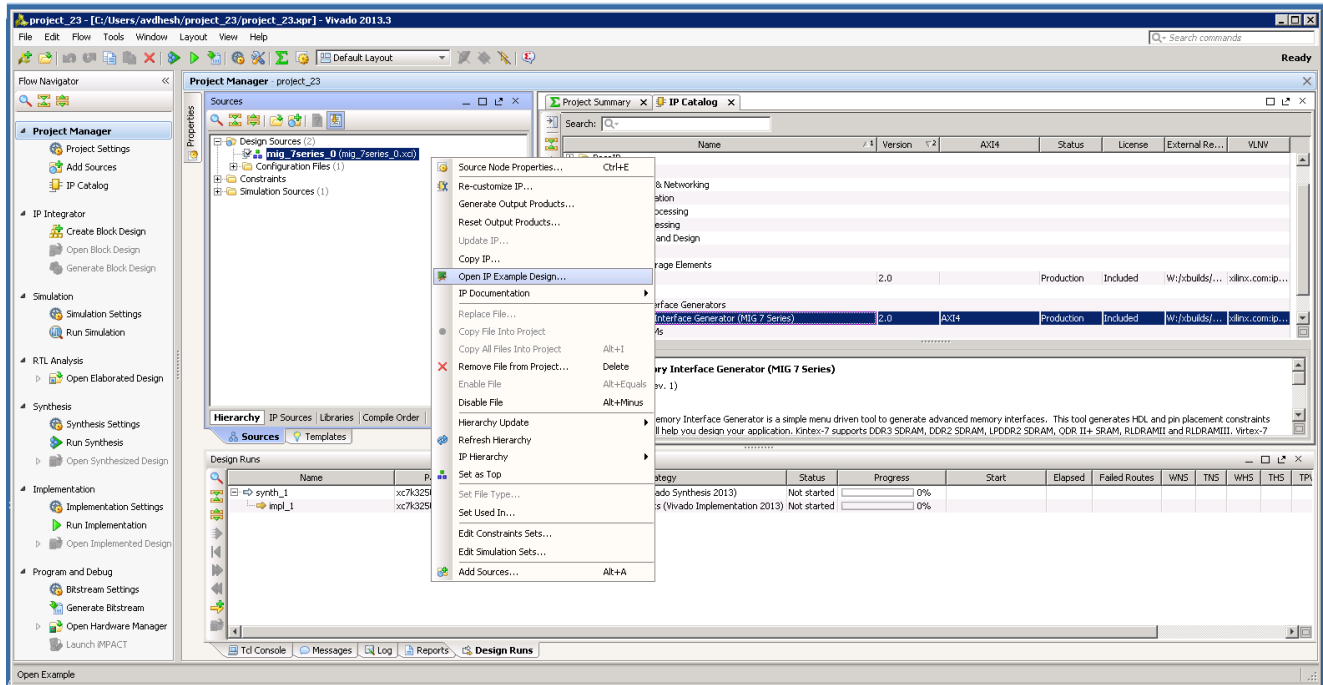 project_23 - [C:/Users/avdhesh/project_23/project_23.xpr] - Vivado 2013.3
File Edit Flow Tools Window Layout View Help
Q- Search commands
Default Layout
Ready
Flow Navigator
Project Manager
Project Settings
Add Sources
IP Catalog
IP Integrator
Create Block Design
Open Block Design
Generate Block Design
Simulation
Simulation Settings
Run Simulation
RTL Analysis
Open Elaborated Design
Synthesis
Synthesis Settings
Run Synthesis
Open Synthesized Design
Implementation
Implementation Settings
Run Implementation
Open Implemented Design
Program and Debug
Bitstream Settings
Generate Bitstream
Open Hardware Manager
Launch iMPACT
Project Manager - project_23
Properties
Sources
Design Sources (2)
mig_7series_0 (mig_7series_0.xci)
Configuration Files (1)
Constraints
Simulation Sources (1)
Hierarchy IP Sources Libraries Compile Order
Sources Templates
Source Node Properties... Ctrl+E
Re-customize IP...
Generate Output Products...
Reset Output Products...
Update IP...
Copy IP...
Open IP Example Design...
IP Documentation
Replace File...
Copy File Into Project
Copy All Files Into Project Alt+I
Remove File from Project... Delete
Enable File Alt+Equals
Disable File Alt+Minus
Hierarchy Update
Refresh Hierarchy
IP Hierarchy
Set as Top
Set File Type...
Set Used In...
Edit Constraints Sets...
Edit Simulation Sets...
Add Sources... Alt+A
Project Summary IP Catalog
Search: Q-
Name 1 Version 2 AXI4 Status License External Re... VLNV
& Networking
and Design
rage Elements
2.0 Production Included W:/xbuilds/... xilinx.com:ip...
erface Generators
Interface Generator (MIG 7 Series) 2.0 AXI4 Production Included W:/xbuilds/... xilinx.com:ip...
ory Interface Generator (MIG 7 Series)
ev. 1)
emory Interface Generator is a simple menu driven tool to generate advanced memory interfaces. This tool generates HDL and pin placement constraints
ll help you design your application. Kintex-7 supports DDR3 SDRAM, DDR2 SDRAM, LPDDR2 SDRAM, QDR II+ SRAM, RLDRAMII and RLDRAMIII. Virtex-7
Design Runs
Name P ategy Status Progress Start Elapsed Failed Routes WNS TNS WHS THS
synth_1 xc7k325 ado Synthesis 2013) Not started 0%
impl_1 xc7k325 s (Vivado Implementation 2013) Not started 0%
Tcl Console Messages Log Reports Design Runs
Open Example